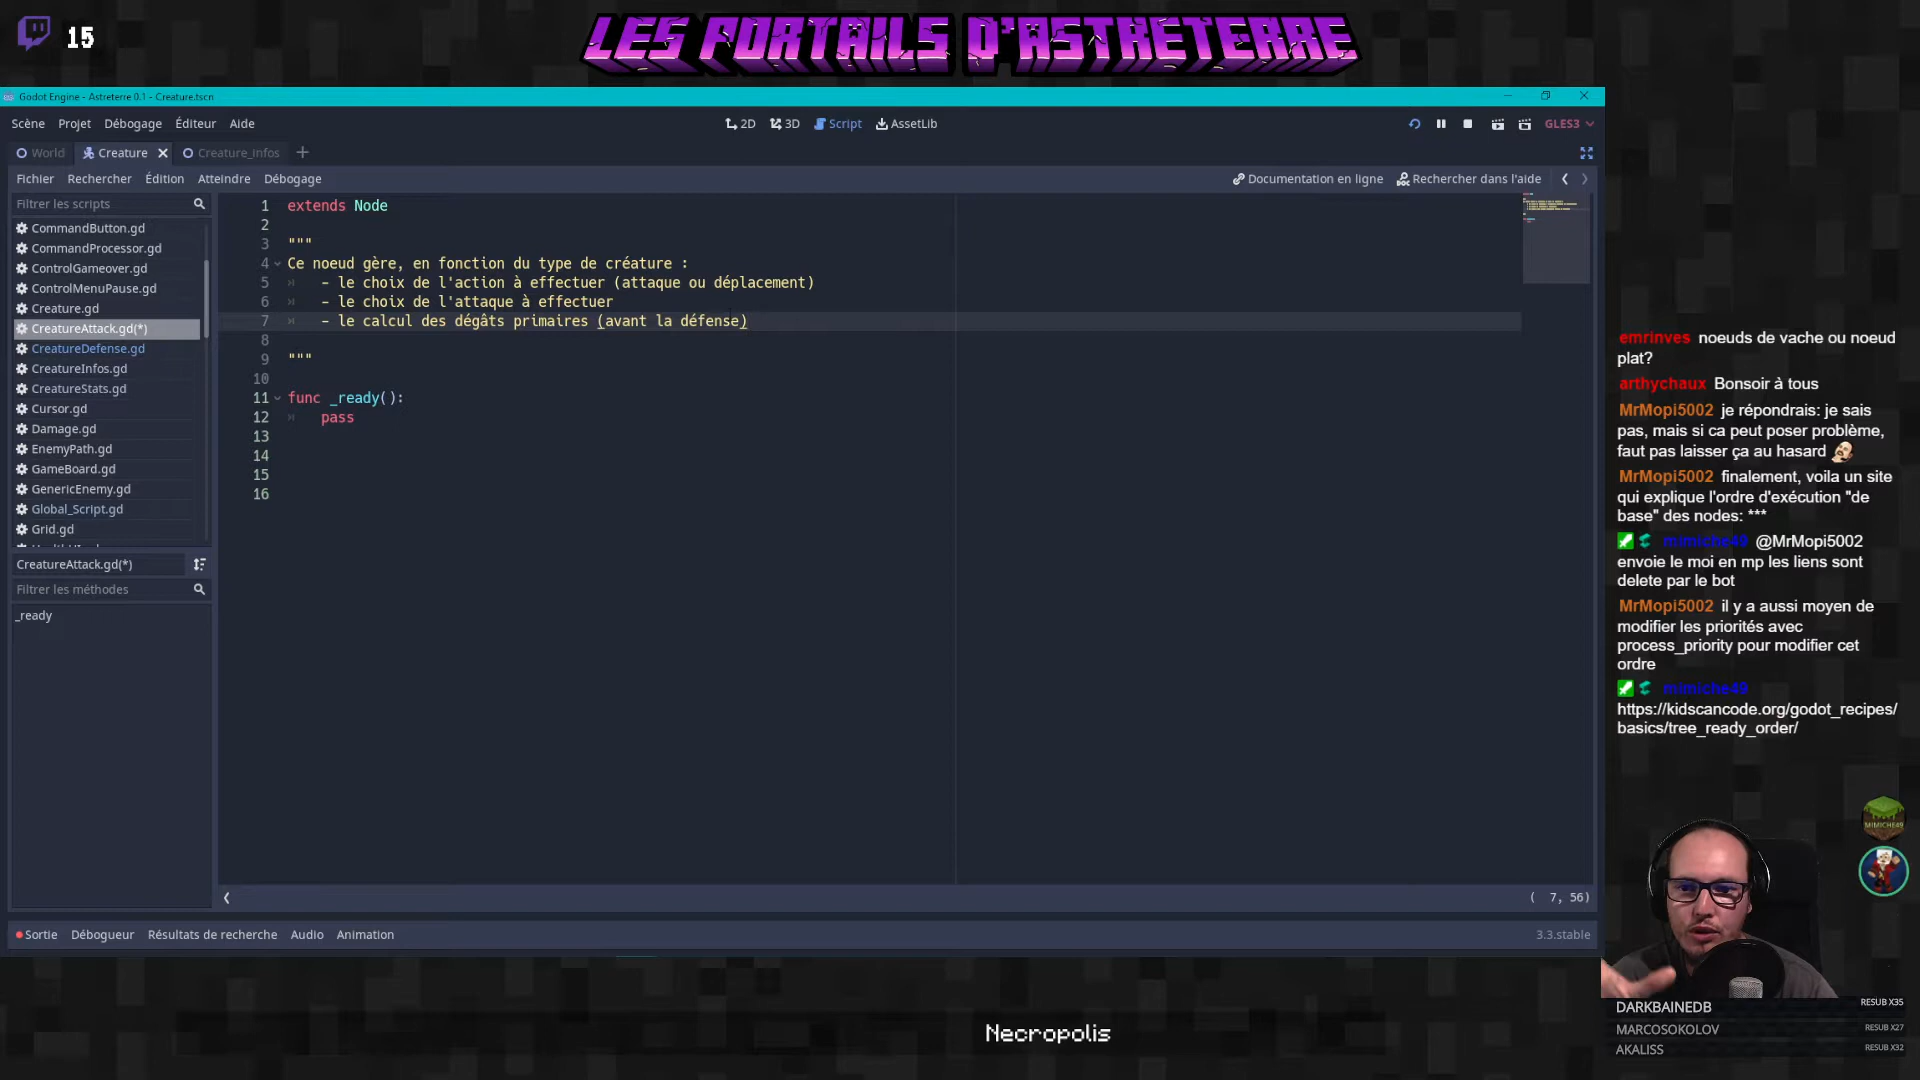 15
LES PORTAILS D'ASTRETERRE
Godot Engine - Astreterre 0.1 - Creature.tscn
Scène Projet Débogage Éditeur Aide
2D 3D Script AssetLib
GLES3
World Creature Creature_Infos
Fichier Rechercher Édition Atteindre Débogage
Documentation en ligne Rechercher dans l'aide
Filtrer les scripts
CommandButton.gd
CommandProcessor.gd
ControlGameover.gd
ControlMenuPause.gd
Creature.gd
CreatureAttack.gd(*)
CreatureDefense.gd
CreatureInfos.gd
CreatureStats.gd
Cursor.gd
Damage.gd
EnemyPath.gd
GameBoard.gd
GenericEnemy.gd
Global_Script.gd
Grid.gd
CreatureAttack.gd(*)
Filtrer les méthodes
_ready
1 extends Node
2
3 """
4 Ce noeud gère, en fonction du type de créature :
5 - le choix de l'action à effectuer (attaque ou déplacement)
6 - le choix de l'attaque à effectuer
7 - le calcul des dégâts primaires (avant la défense)
8
9 """
10
11 func _ready():
12 pass
13
14
15
16
( 7, 56)
Sortie Débogueur Résultats de recherche Audio Animation
3.3.stable
emrinves noeuds de vache ou noeud
plat?
arthychaux Bonsoir à tous
MrMopi5002 je répondrais: je sais
pas, mais si ca peut poser problème,
faut pas laisser ça au hasard
MrMopi5002 finalement, voila un site
qui explique l'ordre d'exécution "de
base" des nodes: ***
mimiche49 @MrMopi5002
envoie le moi en mp les liens sont
delete par le bot
MrMopi5002 il y a aussi moyen de
modifier les priorités avec
process_priority pour modifier cet
ordre
mimiche49
https://kidscancode.org/godot_recipes/
basics/tree_ready_order/
MIMICHE49
DARKBAINEDB RESUB X35
MARCOSOKOLOV RESUB X27
AKALISS RESUB X32
Necropolis